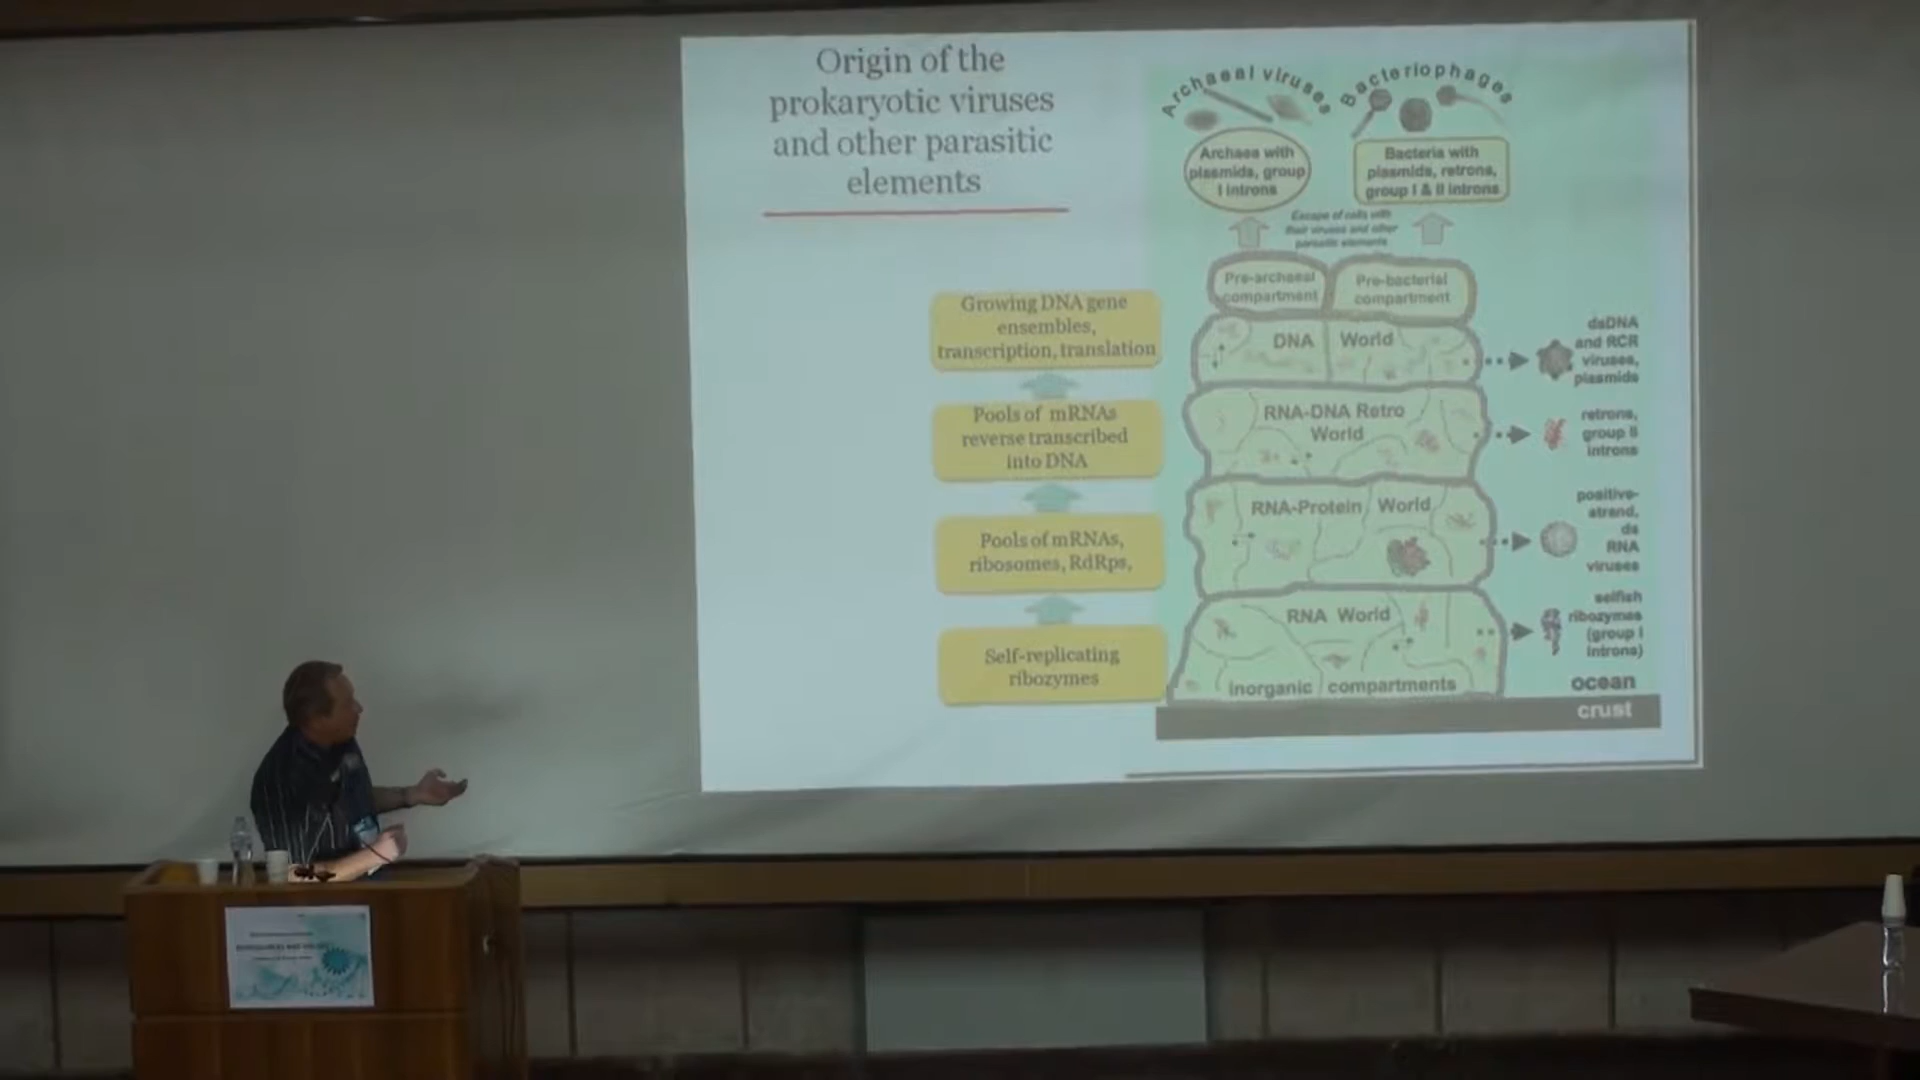 Origin of the
prokaryotic viruses
and other parasitic
elements
Archaeal viruses
Bacteriophages
Archaea with
plasmids, group
I introns
Bacteria with
plasmids, retrons,
group I & II introns
Escape of cells with
their viruses and other
parasitic elements
Pre-archaeal
compartment
Pre-bacterial
compartment
Growing DNA gene
ensembles,
transcription, translation
DNA World
dsDNA
and RCR
viruses,
plasmids
Pools of mRNAs
reverse transcribed
into DNA
RNA-DNA Retro
World
retrons,
group II
introns
Pools of mRNAs,
ribosomes, RdRps,
RNA-Protein World
positive-
strand,
ds
RNA
viruses
Self-replicating
ribozymes
RNA World
inorganic compartments
selfish
ribozymes
(group I
introns)
ocean
crust